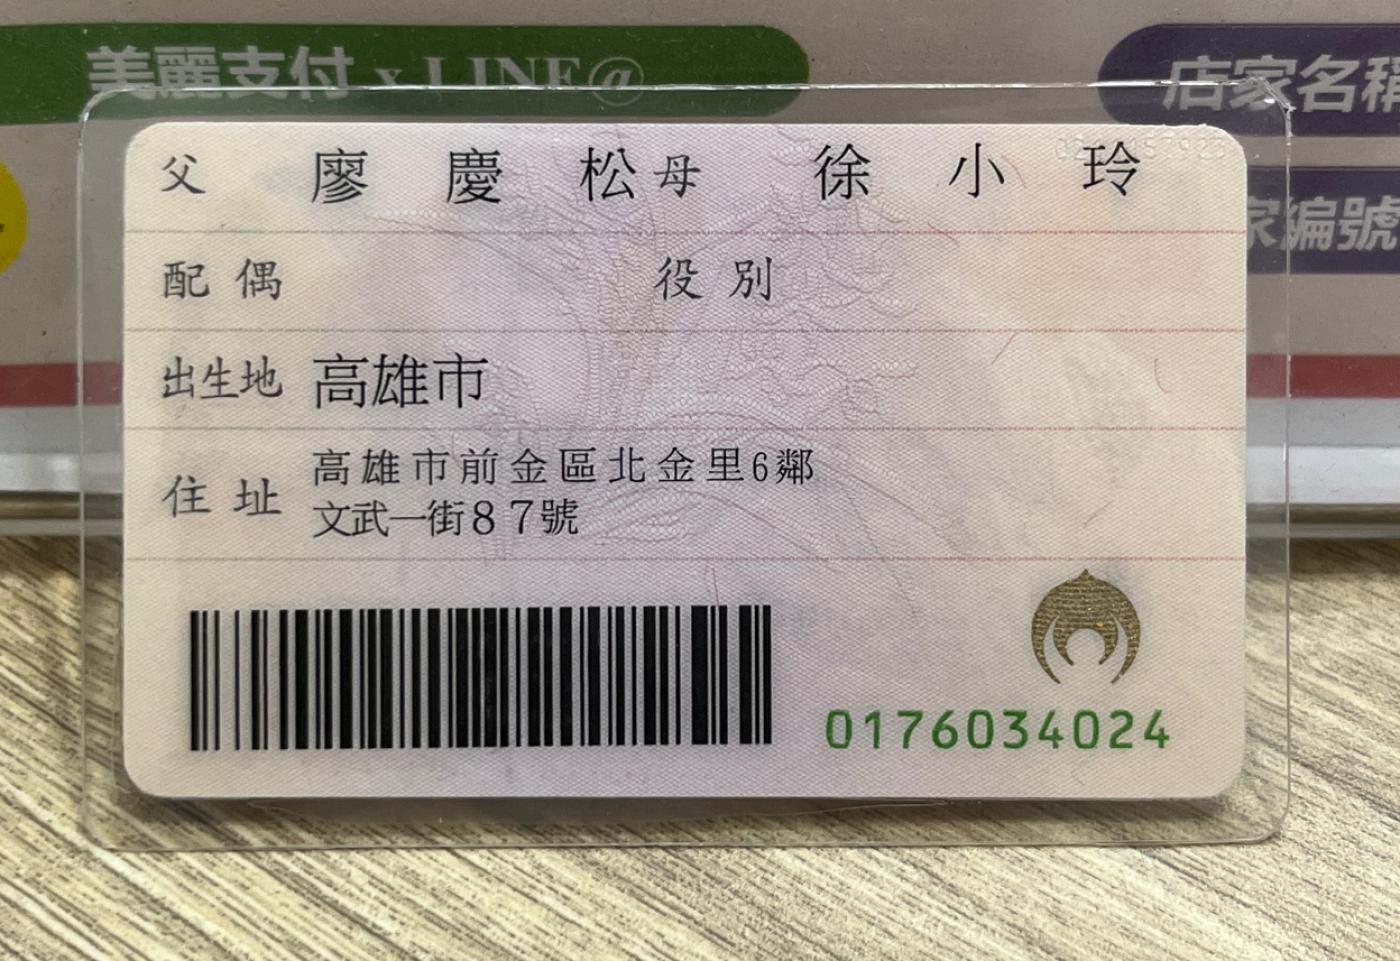 美麗支付 x LINE@
店家名稱
家編號
父 廖慶松 母 徐小玲
配偶 役別
出生地 高雄市
住址 高雄市前金區北金里6鄰
文武一街87號
0176034024